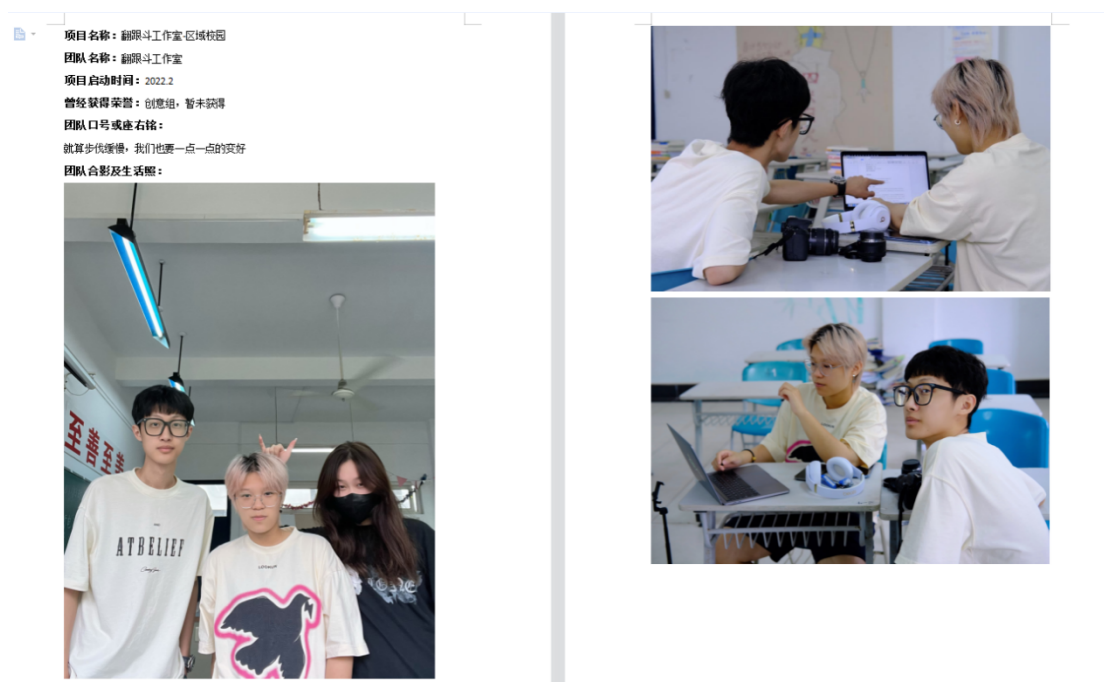 项目名称：翻跟斗工作室·区域校园
团队名称：翻跟斗工作室
项目启动时间：2022.2
曾经获得荣誉：创意组，暂未获得
团队口号或座右铭：
就算步伐缓慢，我们也要一点一点的变好
团队合影及生活照：
至善至善
ATBELIEF